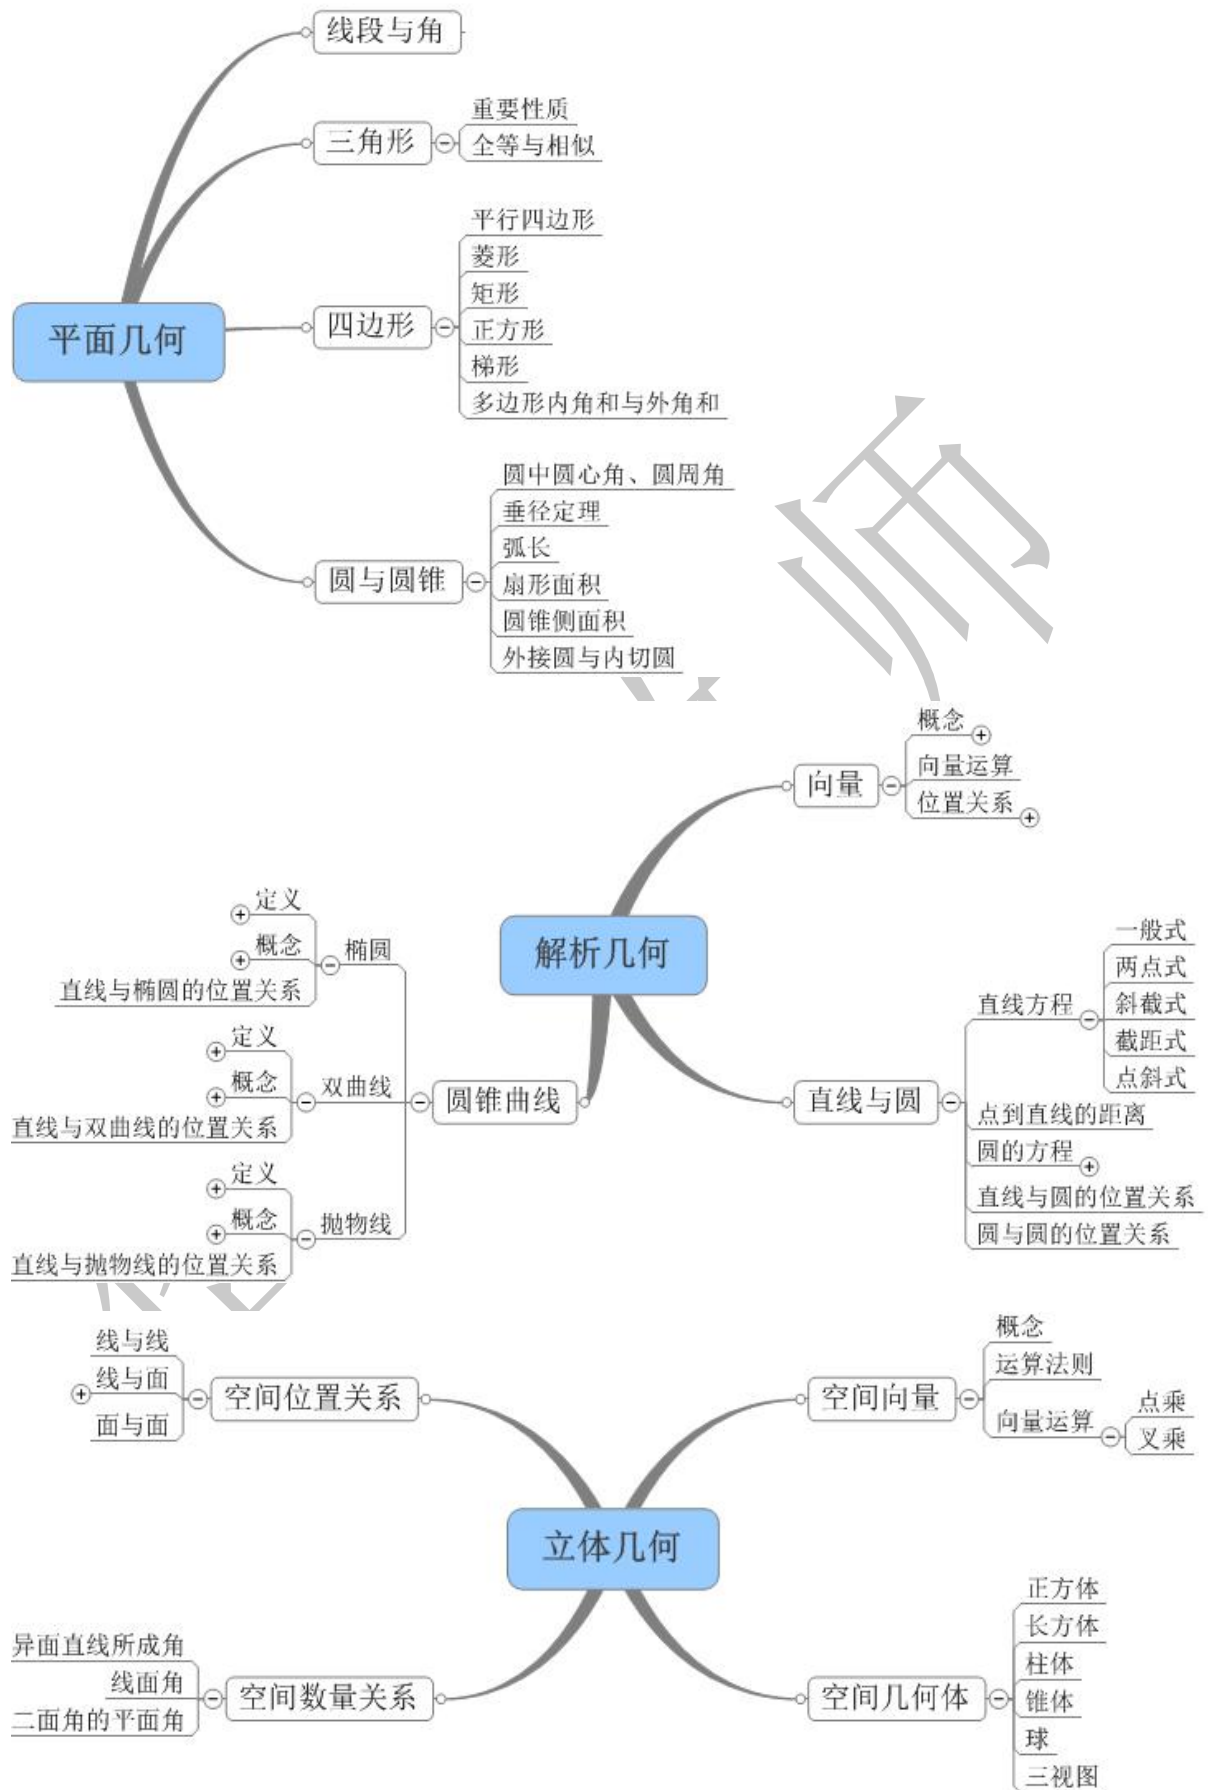 线段与角
三角形
重要性质
全等与相似
平面几何
四边形
平行四边形
菱形
矩形
正方形
梯形
多边形内角和与外角和
圆与圆锥
圆中圆心角、圆周角
垂径定理
弧长
扇形面积
圆锥侧面积
外接圆与内切圆
师
解析几何
向量
概念
向量运算
位置关系
直线与圆
直线方程
一般式
两点式
斜截式
截距式
点斜式
点到直线的距离
圆的方程
直线与圆的位置关系
圆与圆的位置关系
圆锥曲线
椭圆
定义
概念
直线与椭圆的位置关系
双曲线
定义
概念
直线与双曲线的位置关系
抛物线
定义
概念
直线与抛物线的位置关系
立体几何
空间位置关系
线与线
线与面
面与面
空间向量
概念
运算法则
向量运算
点乘
叉乘
空间数量关系
异面直线所成角
线面角
二面角的平面角
空间几何体
正方体
长方体
柱体
锥体
球
三视图